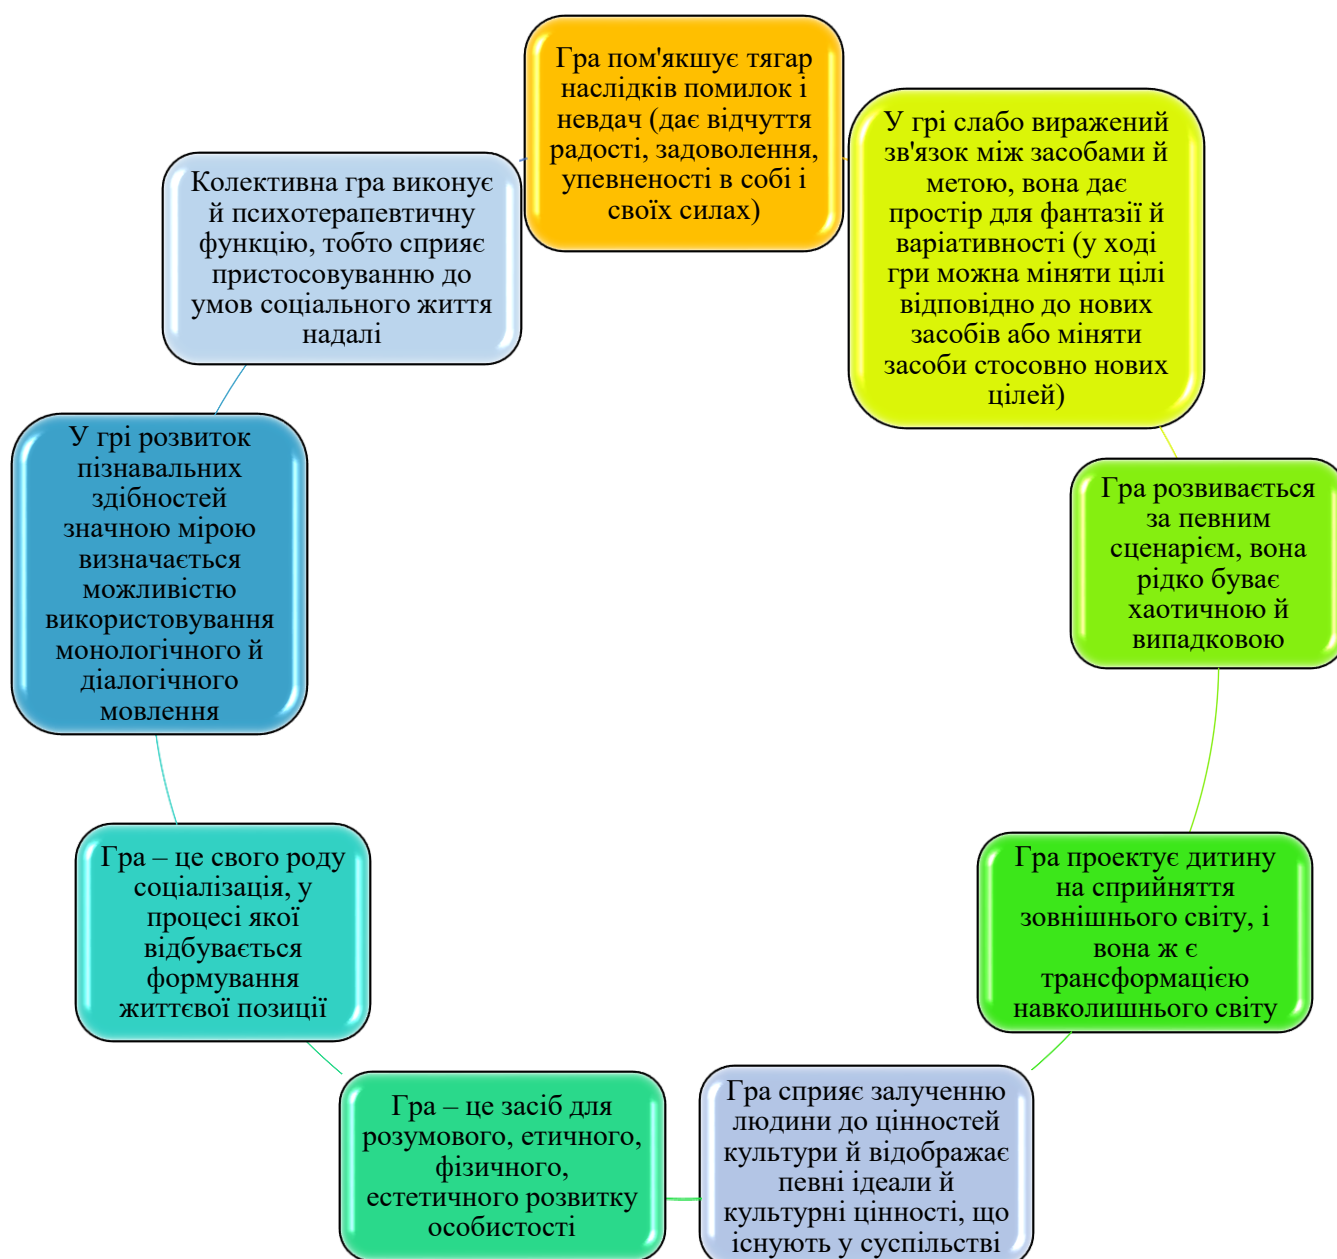 Гра пом'якшує тягар
наслідків помилок і
невдач (дає відчуття
радості, задоволення,
упевненості в собі і
своїх силах)
У грі слабо виражений
зв'язок між засобами й
метою, вона дає
простір для фантазії й
варіативності (у ході
гри можна міняти цілі
відповідно до нових
засобів або міняти
засоби стосовно нових
цілей)
Гра розвивається
за певним
сценарієм, вона
рідко буває
хаотичною й
випадковою
Гра проектує дитину
на сприйняття
зовнішнього світу, і
вона ж є
трансформацією
навколишнього світу
Гра сприяє залученню
людини до цінностей
культури й відображає
певні ідеали й
культурні цінності, що
існують у суспільстві
Гра – це засіб для
розумового, етичного,
фізичного,
естетичного розвитку
особистості
Гра – це свого роду
соціалізація, у
процесі якої
відбувається
формування
життєвої позиції
У грі розвиток
пізнавальних
здібностей
значною мірою
визначається
можливістю
використовування
монологічного й
діалогічного
мовлення
Колективна гра виконує
й психотерапевтичну
функцію, тобто сприяє
пристосовуванню до
умов соціального життя
надалі